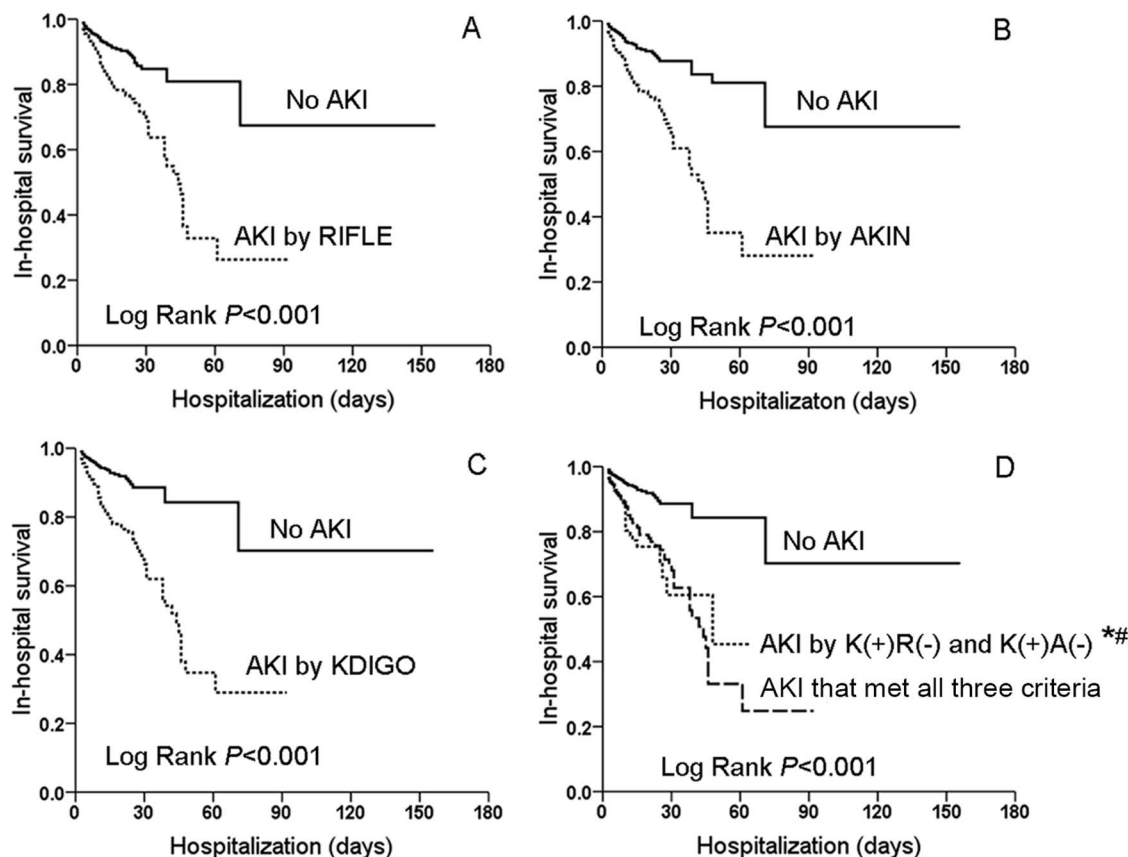 A
In-hospital survival
1.0
0.8
0.6
0.4
0.2
0.0
No AKI
AKI by RIFLE
Log Rank P<0.001
0 30 60 90 120 150 180
Hospitalization (days)
B
In-hospital survival
1.0
0.8
0.6
0.4
0.2
0.0
No AKI
AKI by AKIN
Log Rank P<0.001
0 30 60 90 120 150 180
Hospitalizaton (days)
C
In-hospital survival
1.0
0.8
0.6
0.4
0.2
0.0
No AKI
AKI by KDIGO
Log Rank P<0.001
0 30 60 90 120 150 180
Hospitalization (days)
D
In-hospital survival
1.0
0.8
0.6
0.4
0.2
0.0
No AKI
AKI by K(+)R(-) and K(+)A(-) *#
AKI that met all three criteria
Log Rank P<0.001
0 30 60 90 120 150 180
Hospitalization (days)